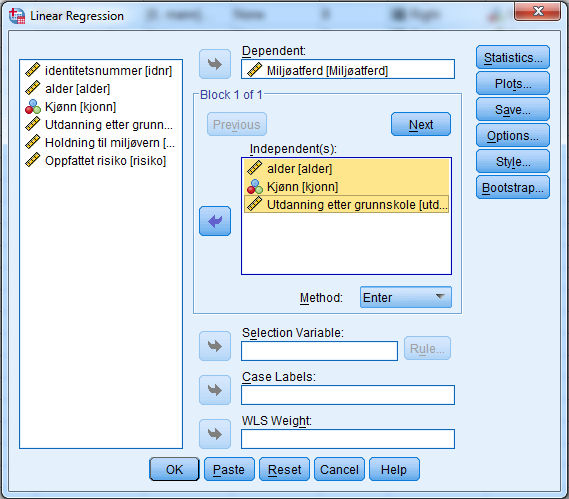 Linear Regression
identitetsnummer [idnr]
alder [alder]
Kjønn [kjonn]
Utdanning etter grunn...
Holdning til miljøvern [...
Oppfattet risiko [risiko]
Dependent:
Miljøatferd [Miljøatferd]
Block 1 of 1
Previous
Next
Independent(s):
alder [alder]
Kjønn [kjonn]
Utdanning etter grunnskole [utd...
Method:
Enter
Selection Variable:
Rule...
Case Labels:
WLS Weight:
Statistics...
Plots...
Save...
Options...
Style...
Bootstrap...
OK
Paste
Reset
Cancel
Help